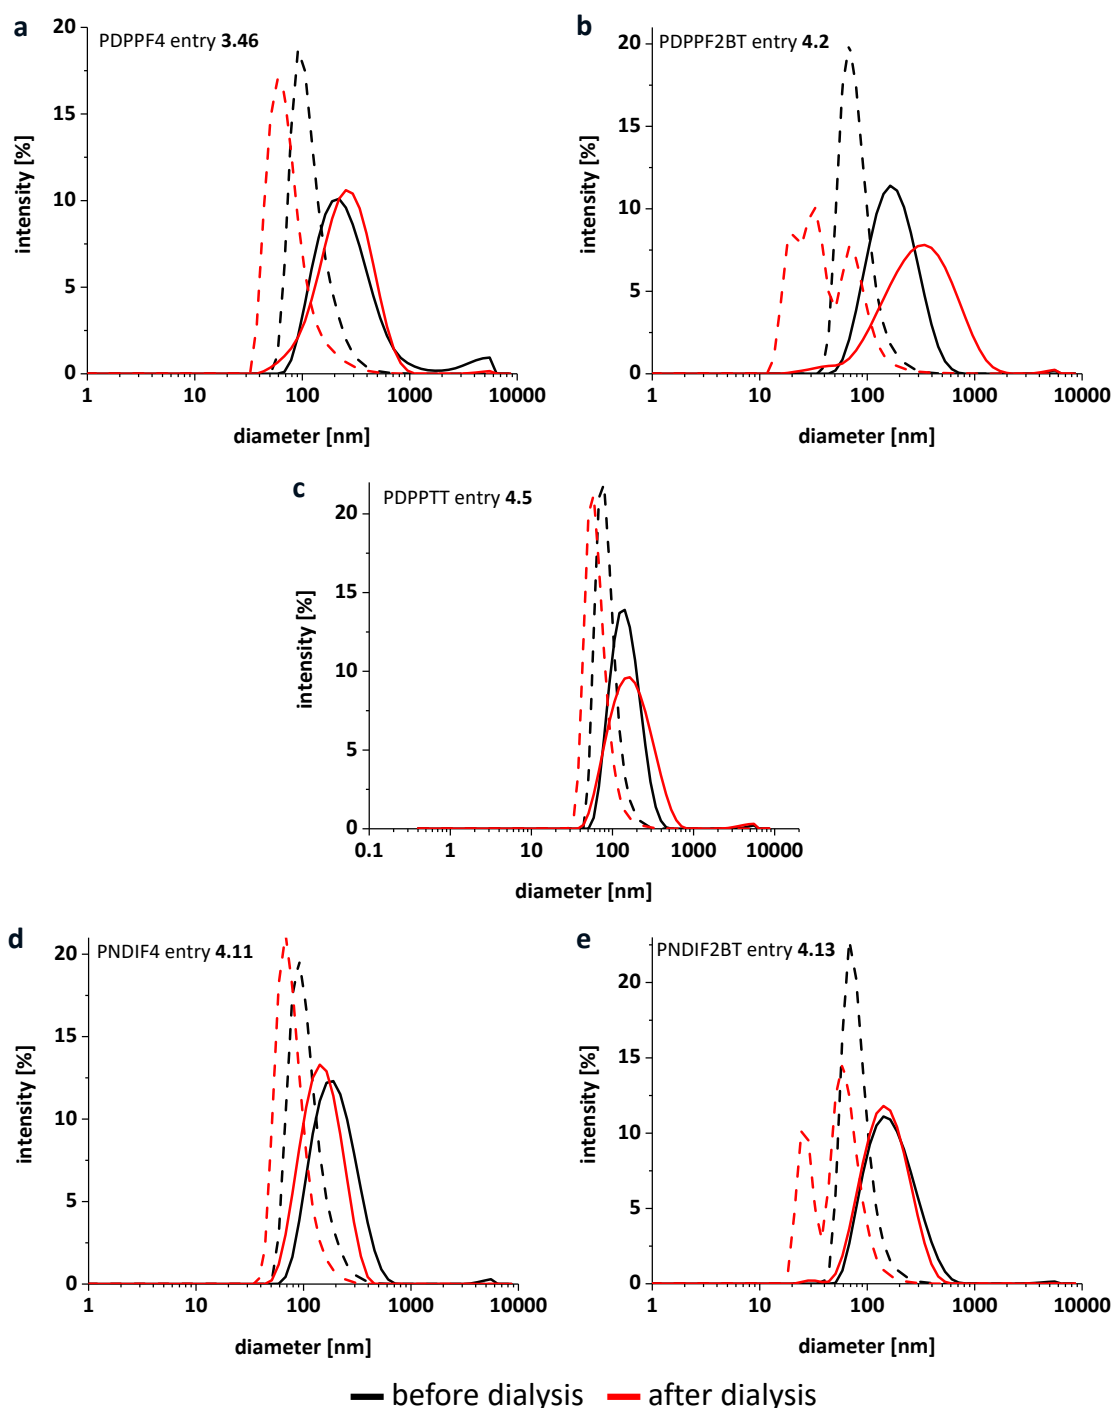 a
PDPPF4 entry 3.46
20
15
10
5
0
intensity [%]
1 10 100 1000 10000
diameter [nm]
b
PDPPF2BT entry 4.2
20
15
10
5
0
intensity [%]
1 10 100 1000 10000
diameter [nm]
c
PDPPTT entry 4.5
20
15
10
5
0
intensity [%]
0.1 1 10 100 1000 10000
diameter [nm]
d
PNDIF4 entry 4.11
20
15
10
5
0
intensity [%]
1 10 100 1000 10000
diameter [nm]
e
PNDIF2BT entry 4.13
20
15
10
5
0
intensity [%]
1 10 100 1000 10000
diameter [nm]
before dialysis after dialysis